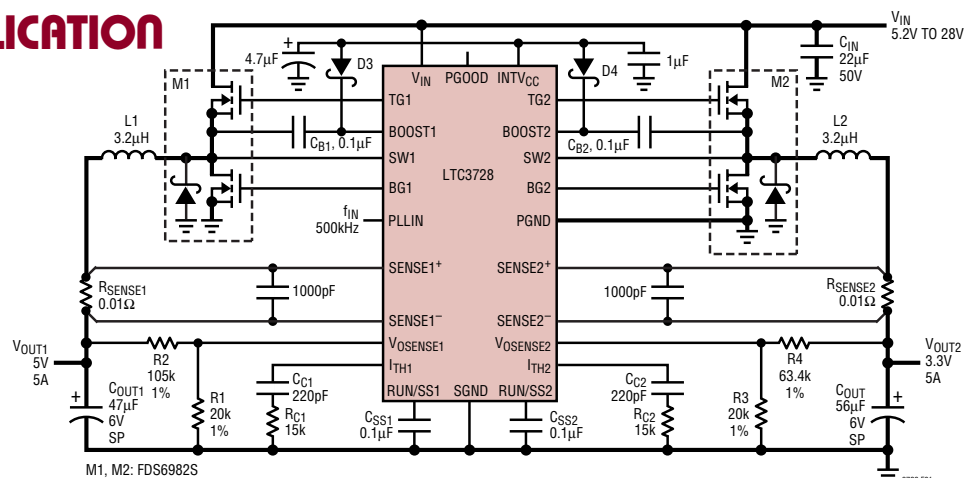 LICATION
VIN
5.2V TO 28V
CIN
22µF
50V
4.7µF
D3
D4
1µF
M1
M2
VIN
PGOOD
INTVCC
TG1
TG2
BOOST1
BOOST2
CB1, 0.1µF
CB2, 0.1µF
L1
3.2µH
L2
3.2µH
SW1
SW2
LTC3728
BG1
BG2
fIN
500kHz
PLLIN
PGND
SENSE1+
SENSE2+
RSENSE1
0.01Ω
1000pF
1000pF
RSENSE2
0.01Ω
SENSE1–
SENSE2–
VOSENSE1
VOSENSE2
VOUT1
5V
5A
R2
105k
1%
R4
63.4k
1%
VOUT2
3.3V
5A
ITH1
ITH2
COUT1
47µF
6V
SP
R1
20k
1%
CC1
220pF
RC1
15k
CSS1
0.1µF
RUN/SS1
SGND
RUN/SS2
CSS2
0.1µF
CC2
220pF
RC2
15k
R3
20k
1%
COUT
56µF
6V
SP
M1, M2: FDS6982S